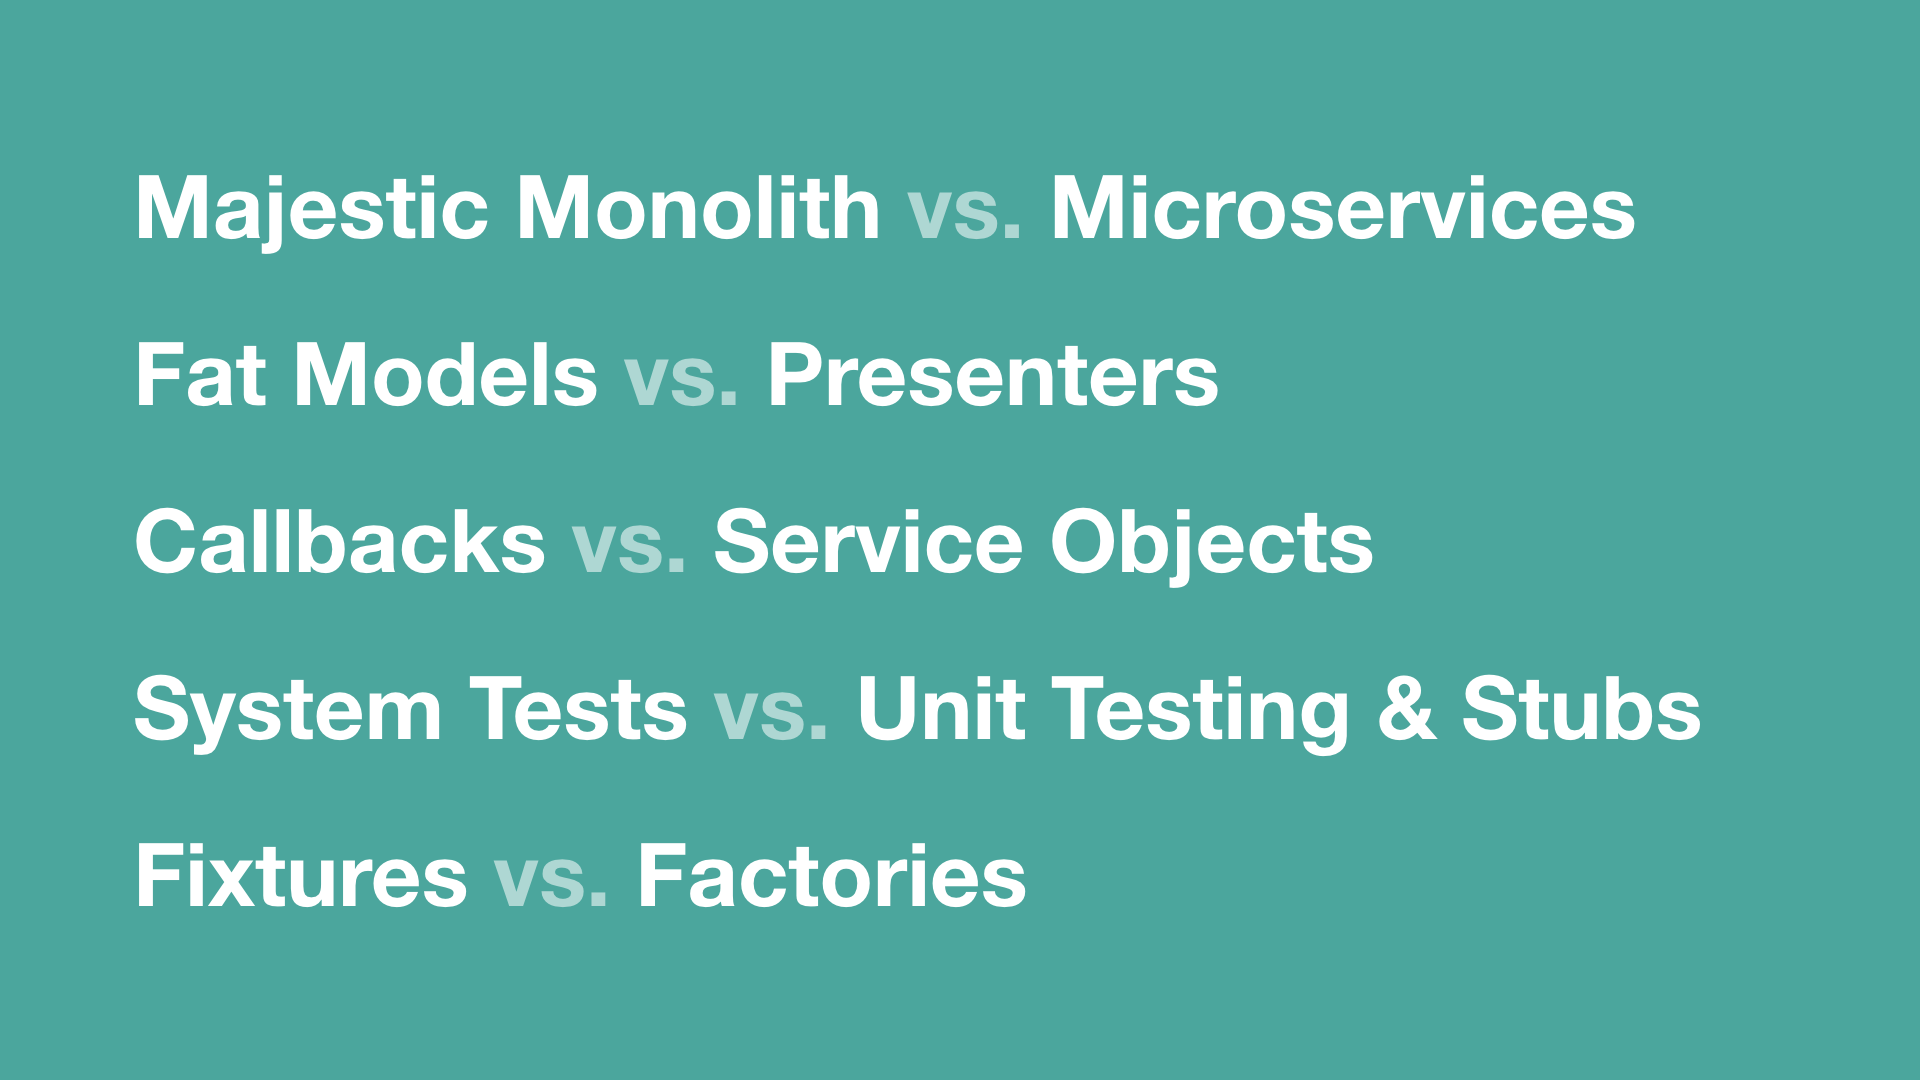 Majestic Monolith vs. Microservices
Fat Models vs. Presenters
Callbacks vs. Service Objects
System Tests vs. Unit Testing & Stubs
Fixtures vs. Factories